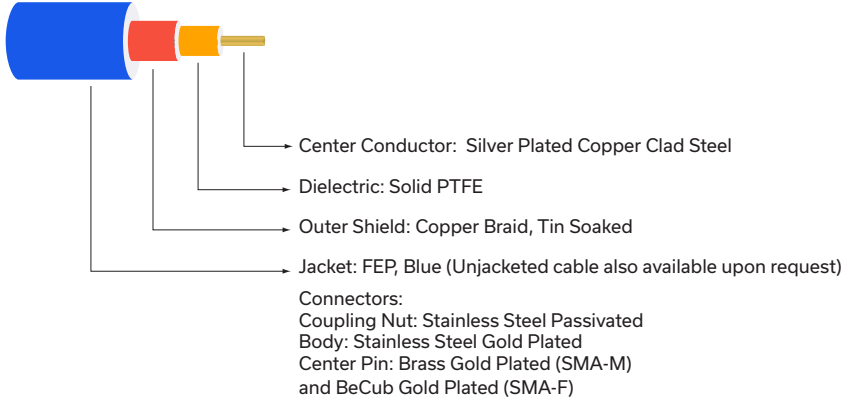 Center Conductor: Silver Plated Copper Clad Steel
Dielectric: Solid PTFE
Outer Shield: Copper Braid, Tin Soaked
Jacket: FEP, Blue (Unjacketed cable also available upon request)
Connectors:
Coupling Nut: Stainless Steel Passivated
Body: Stainless Steel Gold Plated
Center Pin: Brass Gold Plated (SMA-M)
and BeCub Gold Plated (SMA-F)